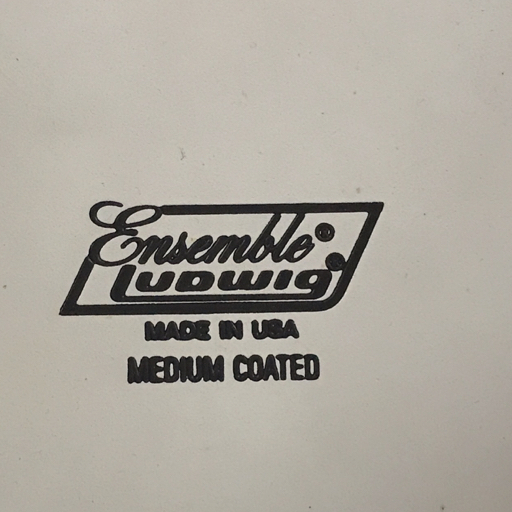 Ensemble®
LUDWIG®
MADE IN USA
MEDIUM COATED